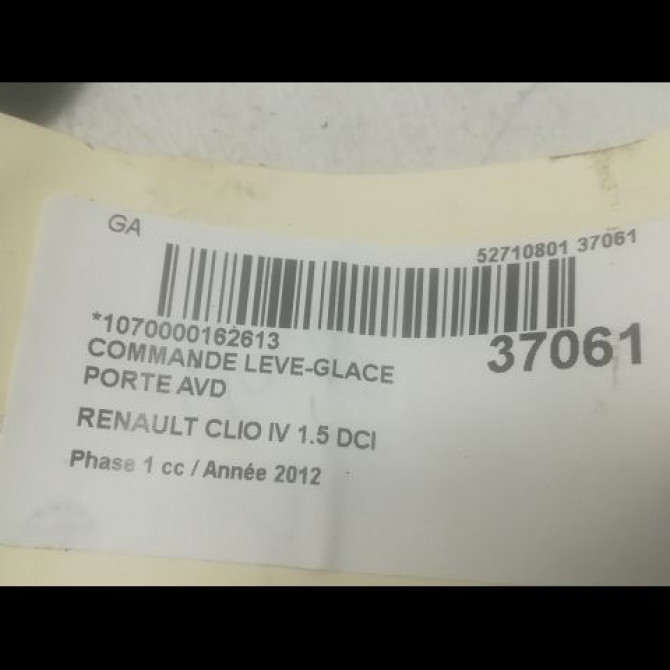 GA
52710801 37061
*1070000162613
37061
COMMANDE LEVE-GLACE
PORTE AVD
RENAULT CLIO IV 1.5 DCI
Phase 1 cc / Année 2012